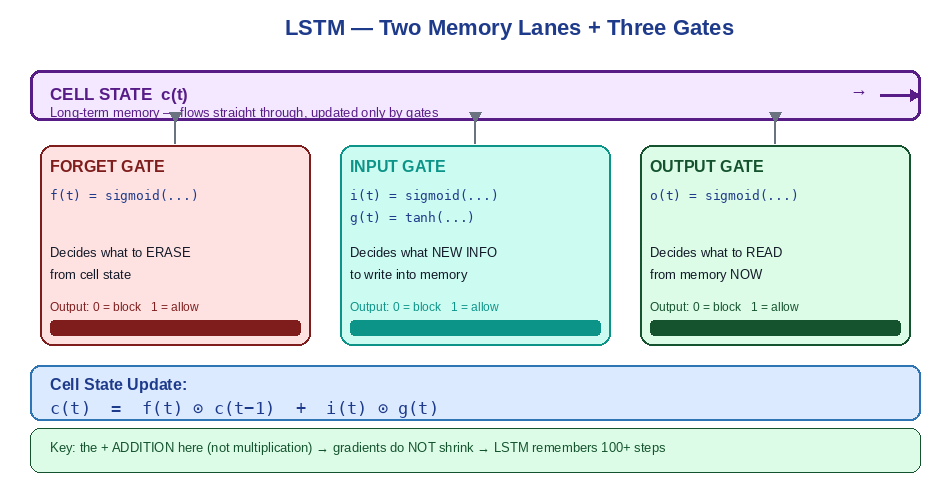 LSTM — Two Memory Lanes + Three Gates
CELL STATE  c(t)
→
Long-term memory — flows straight through, updated only by gates
FORGET GATE
f(t) = sigmoid(...)
Decides what to ERASE
from cell state
Output: 0 = block   1 = allow
INPUT GATE
i(t) = sigmoid(...)
g(t) = tanh(...)
Decides what NEW INFO
to write into memory
Output: 0 = block   1 = allow
OUTPUT GATE
o(t) = sigmoid(...)
Decides what to READ
from memory NOW
Output: 0 = block   1 = allow
Cell State Update:
c(t)  =  f(t) ⊙ c(t−1)  +  i(t) ⊙ g(t)
Key: the + ADDITION here (not multiplication) → gradients do NOT shrink → LSTM remembers 100+ steps